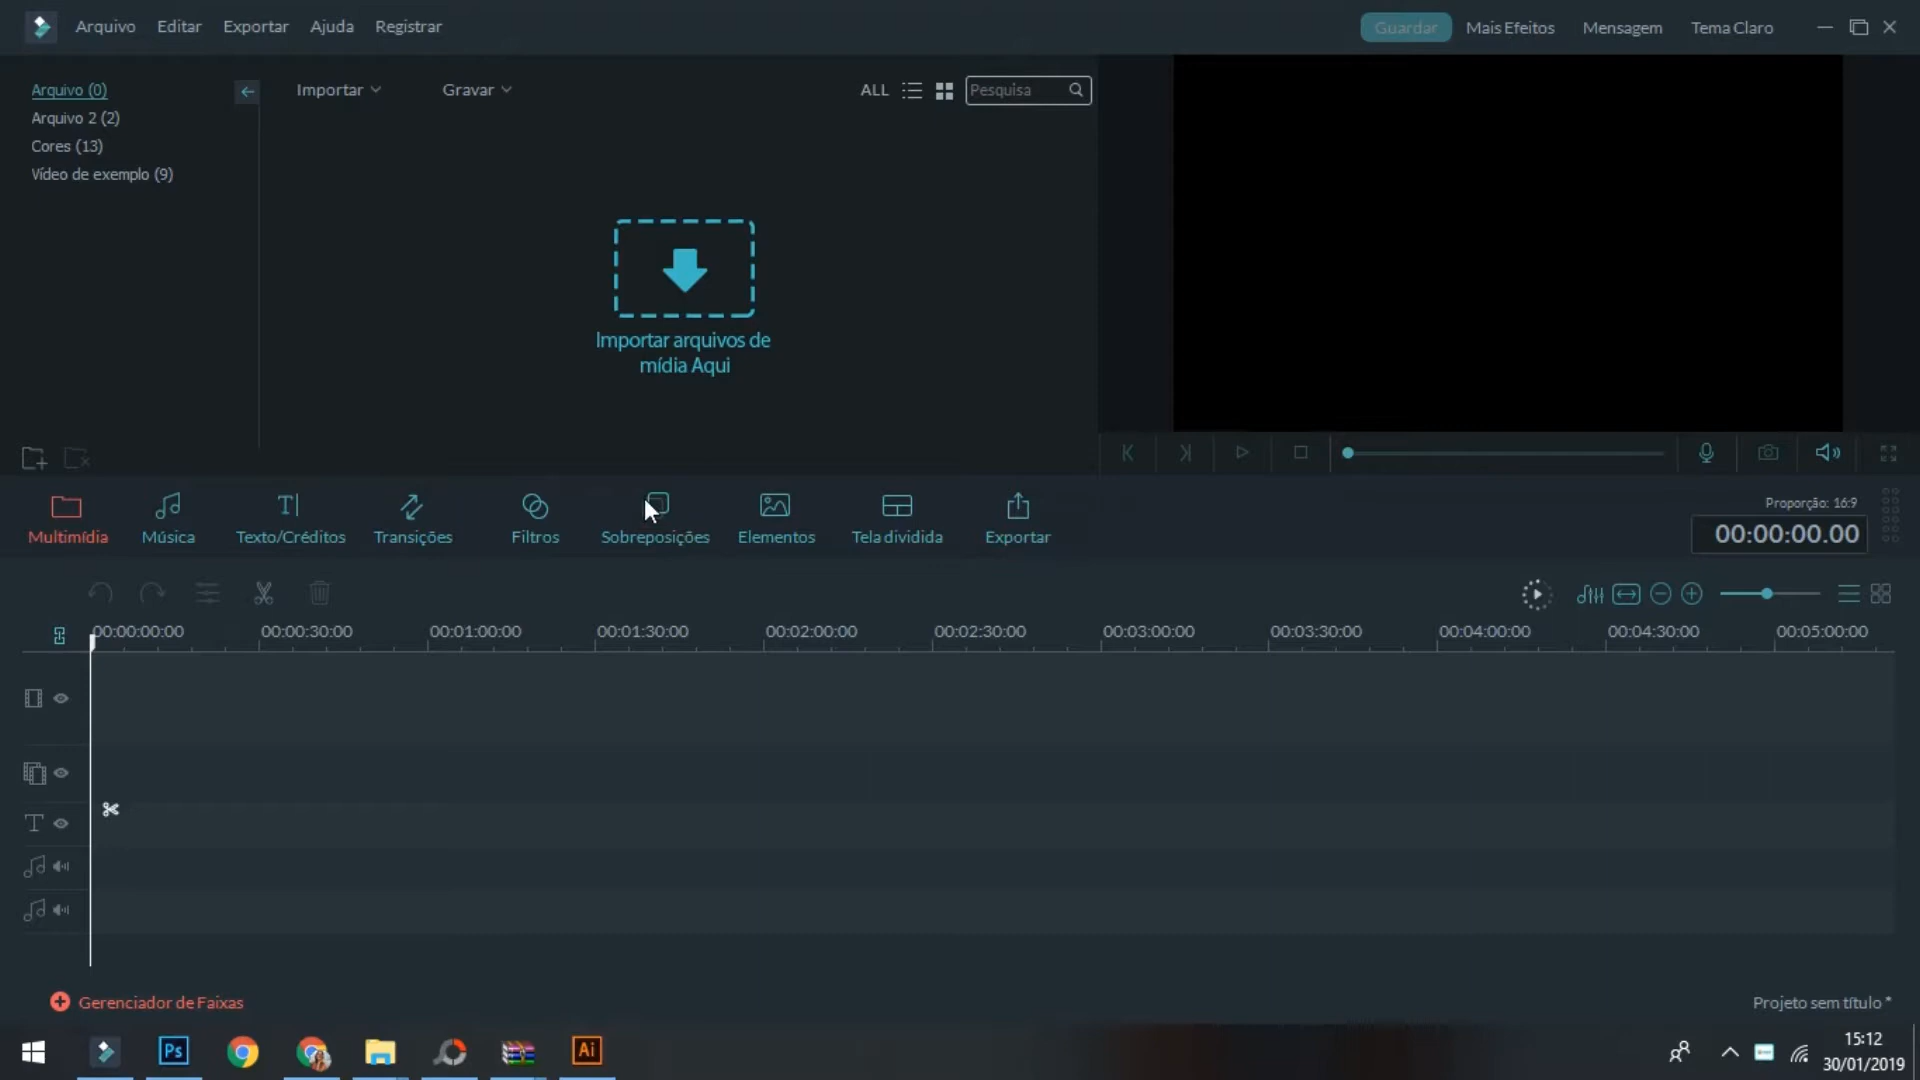 Arquivo Editar Exportar Ajuda Registrar Guardar Mais Efeitos Mensagem Tema Claro
Arquivo (0)
Arquivo 2 (2)
Cores (13)
Vídeo de exemplo (9)
Importar Gravar ALL Pesquisa
Importar arquivos de
mídia Aqui
Multimídia Música Texto/Créditos Transições Filtros Sobreposições Elementos Tela dividida Exportar
Proporção: 16:9
00:00:00.00
00:00:00:00 00:00:30:00 00:01:00:00 00:01:30:00 00:02:00:00 00:02:30:00 00:03:00:00 00:03:30:00 00:04:00:00 00:04:30:00 00:05:00:00
Gerenciador de Faixas
Projeto sem título *
Ps Ai
15:12
30/01/2019